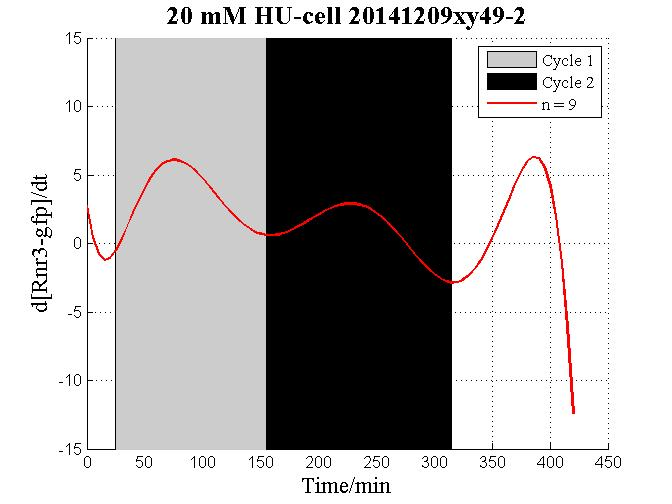 20 mM HU-cell 20141209xy49-2
Cycle 1
Cycle 2
n = 9
d[Rnr3-gfp]/dt
15
10
5
0
-5
-10
-15
0 50 100 150 200 250 300 350 400 450
Time/min